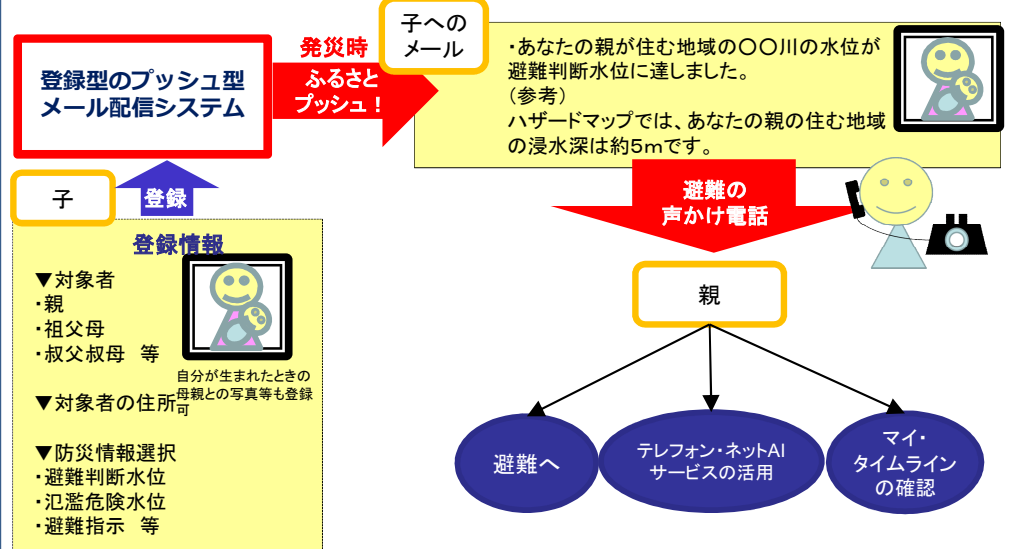 登録型のプッシュ型
メール配信システム
発災時
ふるさと
プッシュ！
子への
メール
・あなたの親が住む地域の〇〇川の水位が
避難判断水位に達しました。
（参考）
ハザードマップでは、あなたの親の住む地域
の浸水深は約５ｍです。
子
登録
避難の
声かけ電話
登録情報
▼対象者
・親
・祖父母
・叔父叔母　等
自分が生まれたときの
母親との写真等も登録
可
▼対象者の住所
▼防災情報選択
・避難判断水位
・氾濫危険水位
・避難指示　等
親
避難へ
テレフォン・ネットAI
サービスの活用
マイ・
タイムライン
の確認